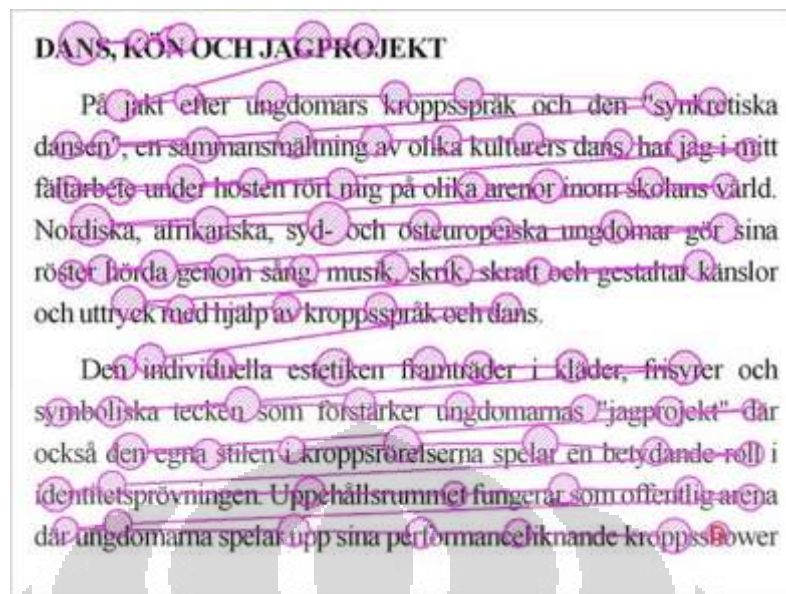 DANS, KÖN OCH JAGPROJEKT
På jakt efter ungdomars kroppsspråk och den "synkretiska
dansen", en sammansmältning av olika kulturers dans, har jag i mitt
fältarbete under hösten rört mig på olika arenor inom skolans värld.
Nordiska, afrikanska, syd- och östeuropeiska ungdomar gör sina
röster hörda genom sång, musik, skrik, skratt och gestaltar känslor
och uttryck med hjälp av kroppsspråk och dans.
Den individuella estetiken framträder i kläder, frisyrer och
symboliska tecken som förstärker ungdomarnas "jagprojekt" där
också den egna stilen i kroppsrörelserna spelar en betydande roll i
identitetsprövningen. Uppehållsrummet fungerar som offentlig arena
där ungdomarna spelar upp sina performanceliknande kroppsshower